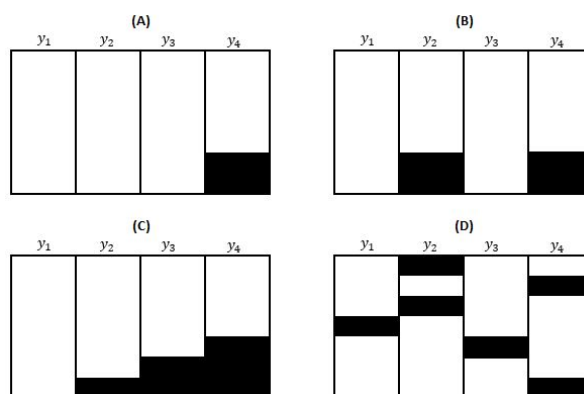 (A) (B)
y₁ y₂ y₃ y₄ y₁ y₂ y₃ y₄
(C) (D)
y₁ y₂ y₃ y₄ y₁ y₂ y₃ y₄